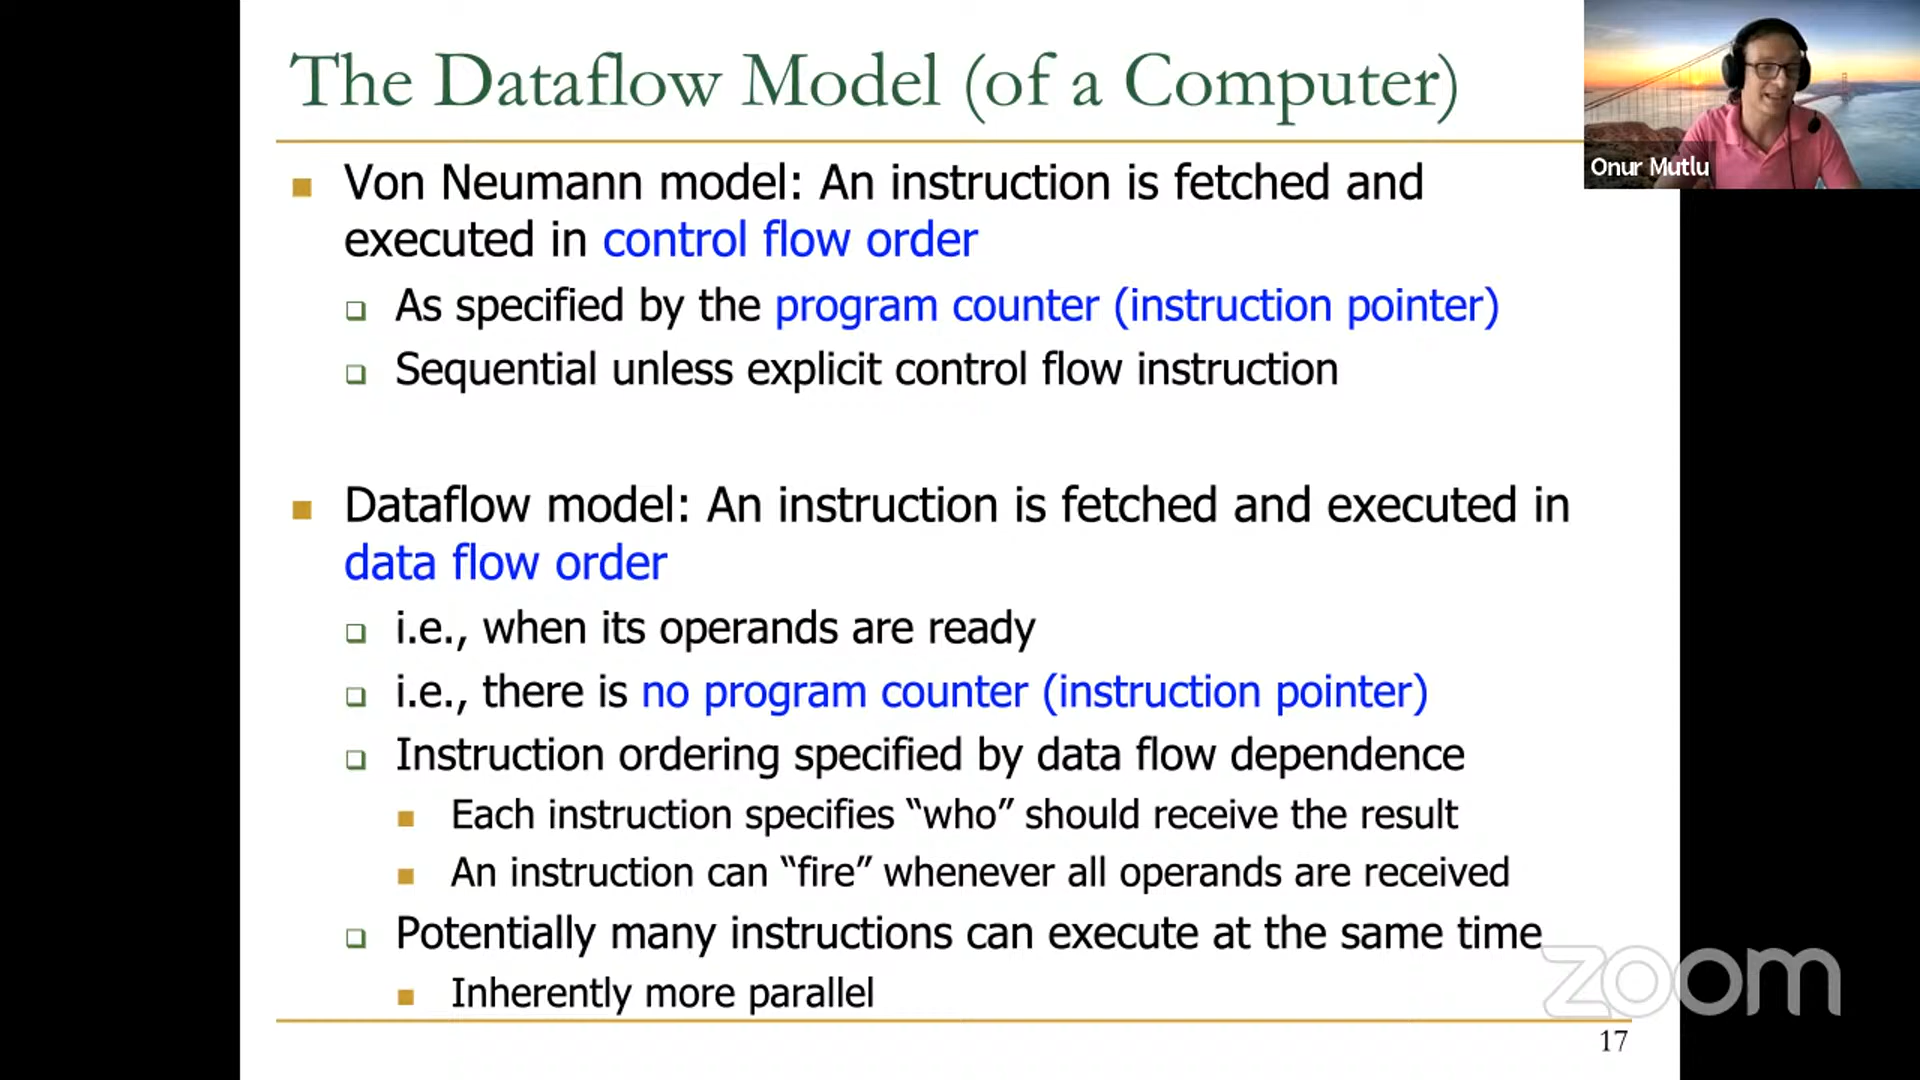 The Dataflow Model (of a Computer)
Onur Mutlu
Von Neumann model: An instruction is fetched and
executed in control flow order
As specified by the program counter (instruction pointer)
Sequential unless explicit control flow instruction
Dataflow model: An instruction is fetched and executed in
data flow order
i.e., when its operands are ready
i.e., there is no program counter (instruction pointer)
Instruction ordering specified by data flow dependence
Each instruction specifies “who” should receive the result
An instruction can “fire” whenever all operands are received
Potentially many instructions can execute at the same time
Inherently more parallel
zoom
17